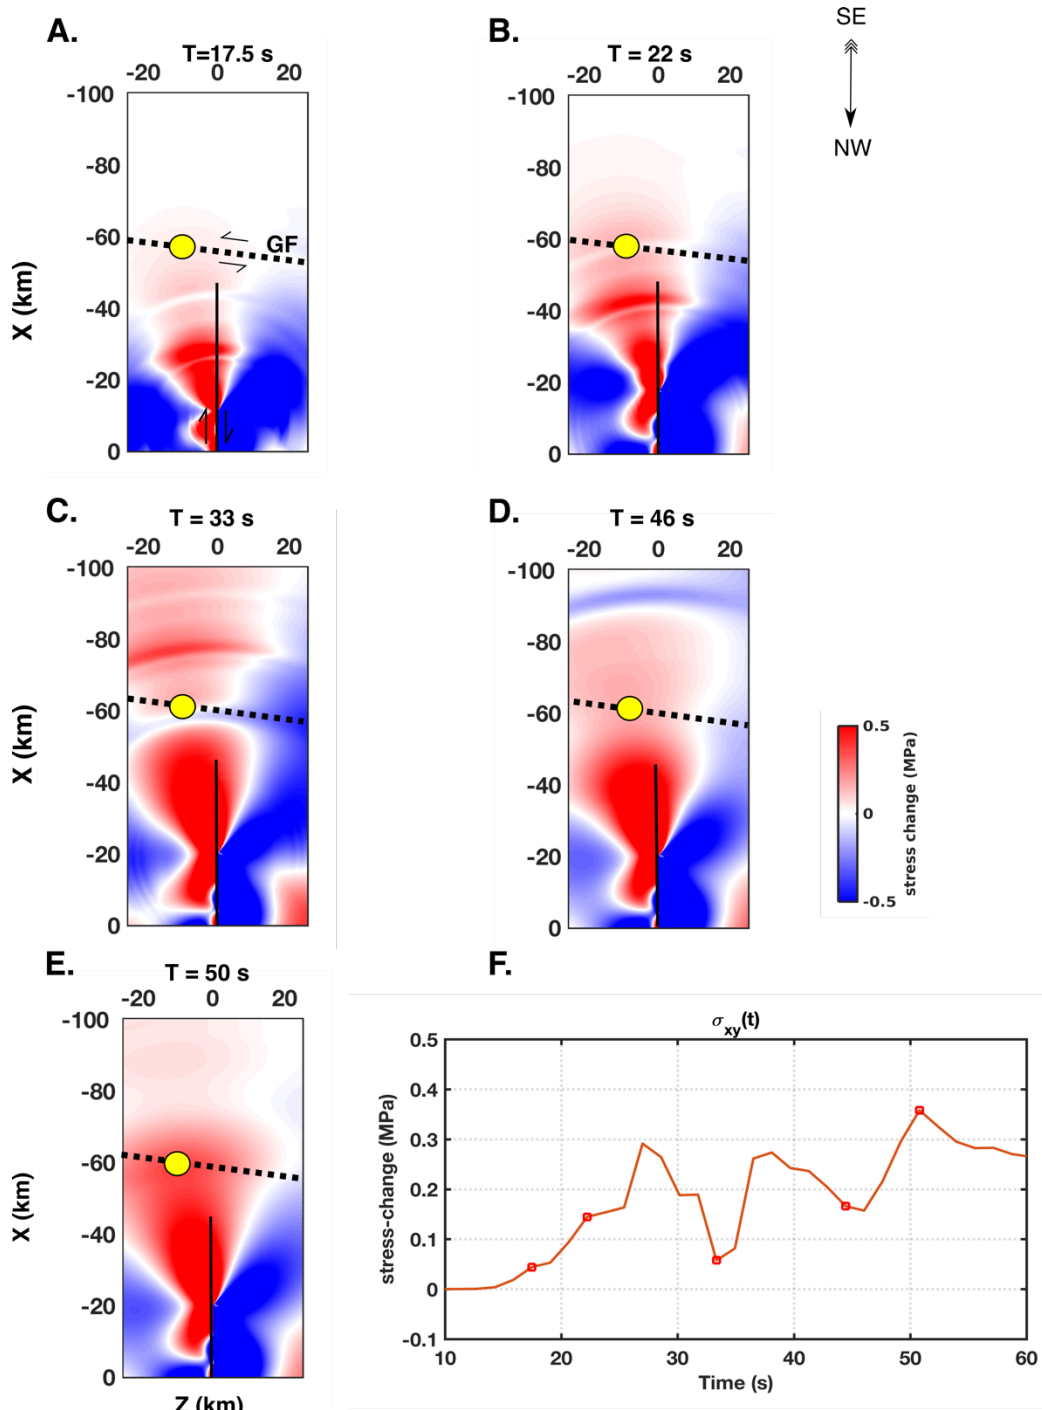 A.
T=17.5 s
-20 0 20
-100
-80
-60
-40
-20
0
X (km)
GF
B.
T = 22 s
-20 0 20
-100
-80
-60
-40
-20
0
SE
NW
C.
T = 33 s
-20 0 20
-100
-80
-60
-40
-20
0
X (km)
D.
T = 46 s
-20 0 20
-100
-80
-60
-40
-20
0
0.5
0
-0.5
stress change (MPa)
E.
T = 50 s
-20 0 20
-100
-80
-60
-40
-20
0
X (km)
Z (km)
F.
σxy(t)
0.5
0.4
0.3
0.2
0.1
0
-0.1
stress-change (MPa)
10 20 30 40 50 60
Time (s)